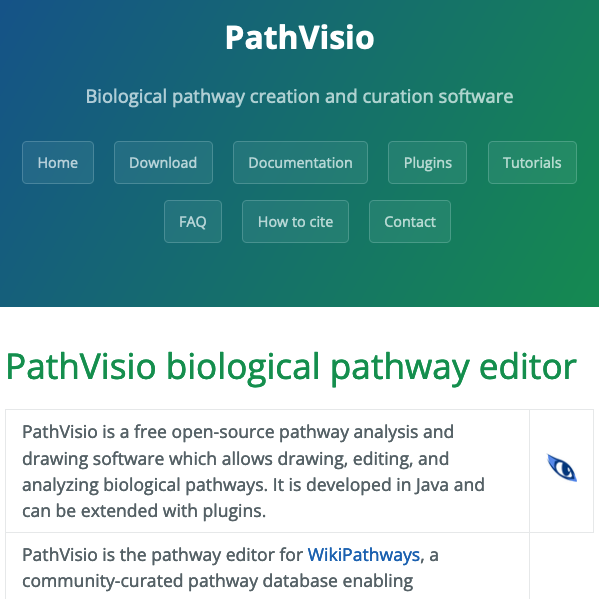 PathVisio
Biological pathway creation and curation software
Home Download Documentation Plugins Tutorials
FAQ How to cite Contact
PathVisio biological pathway editor
PathVisio is a free open-source pathway analysis and
drawing software which allows drawing, editing, and
analyzing biological pathways. It is developed in Java and
can be extended with plugins.
PathVisio is the pathway editor for WikiPathways, a
community-curated pathway database enabling